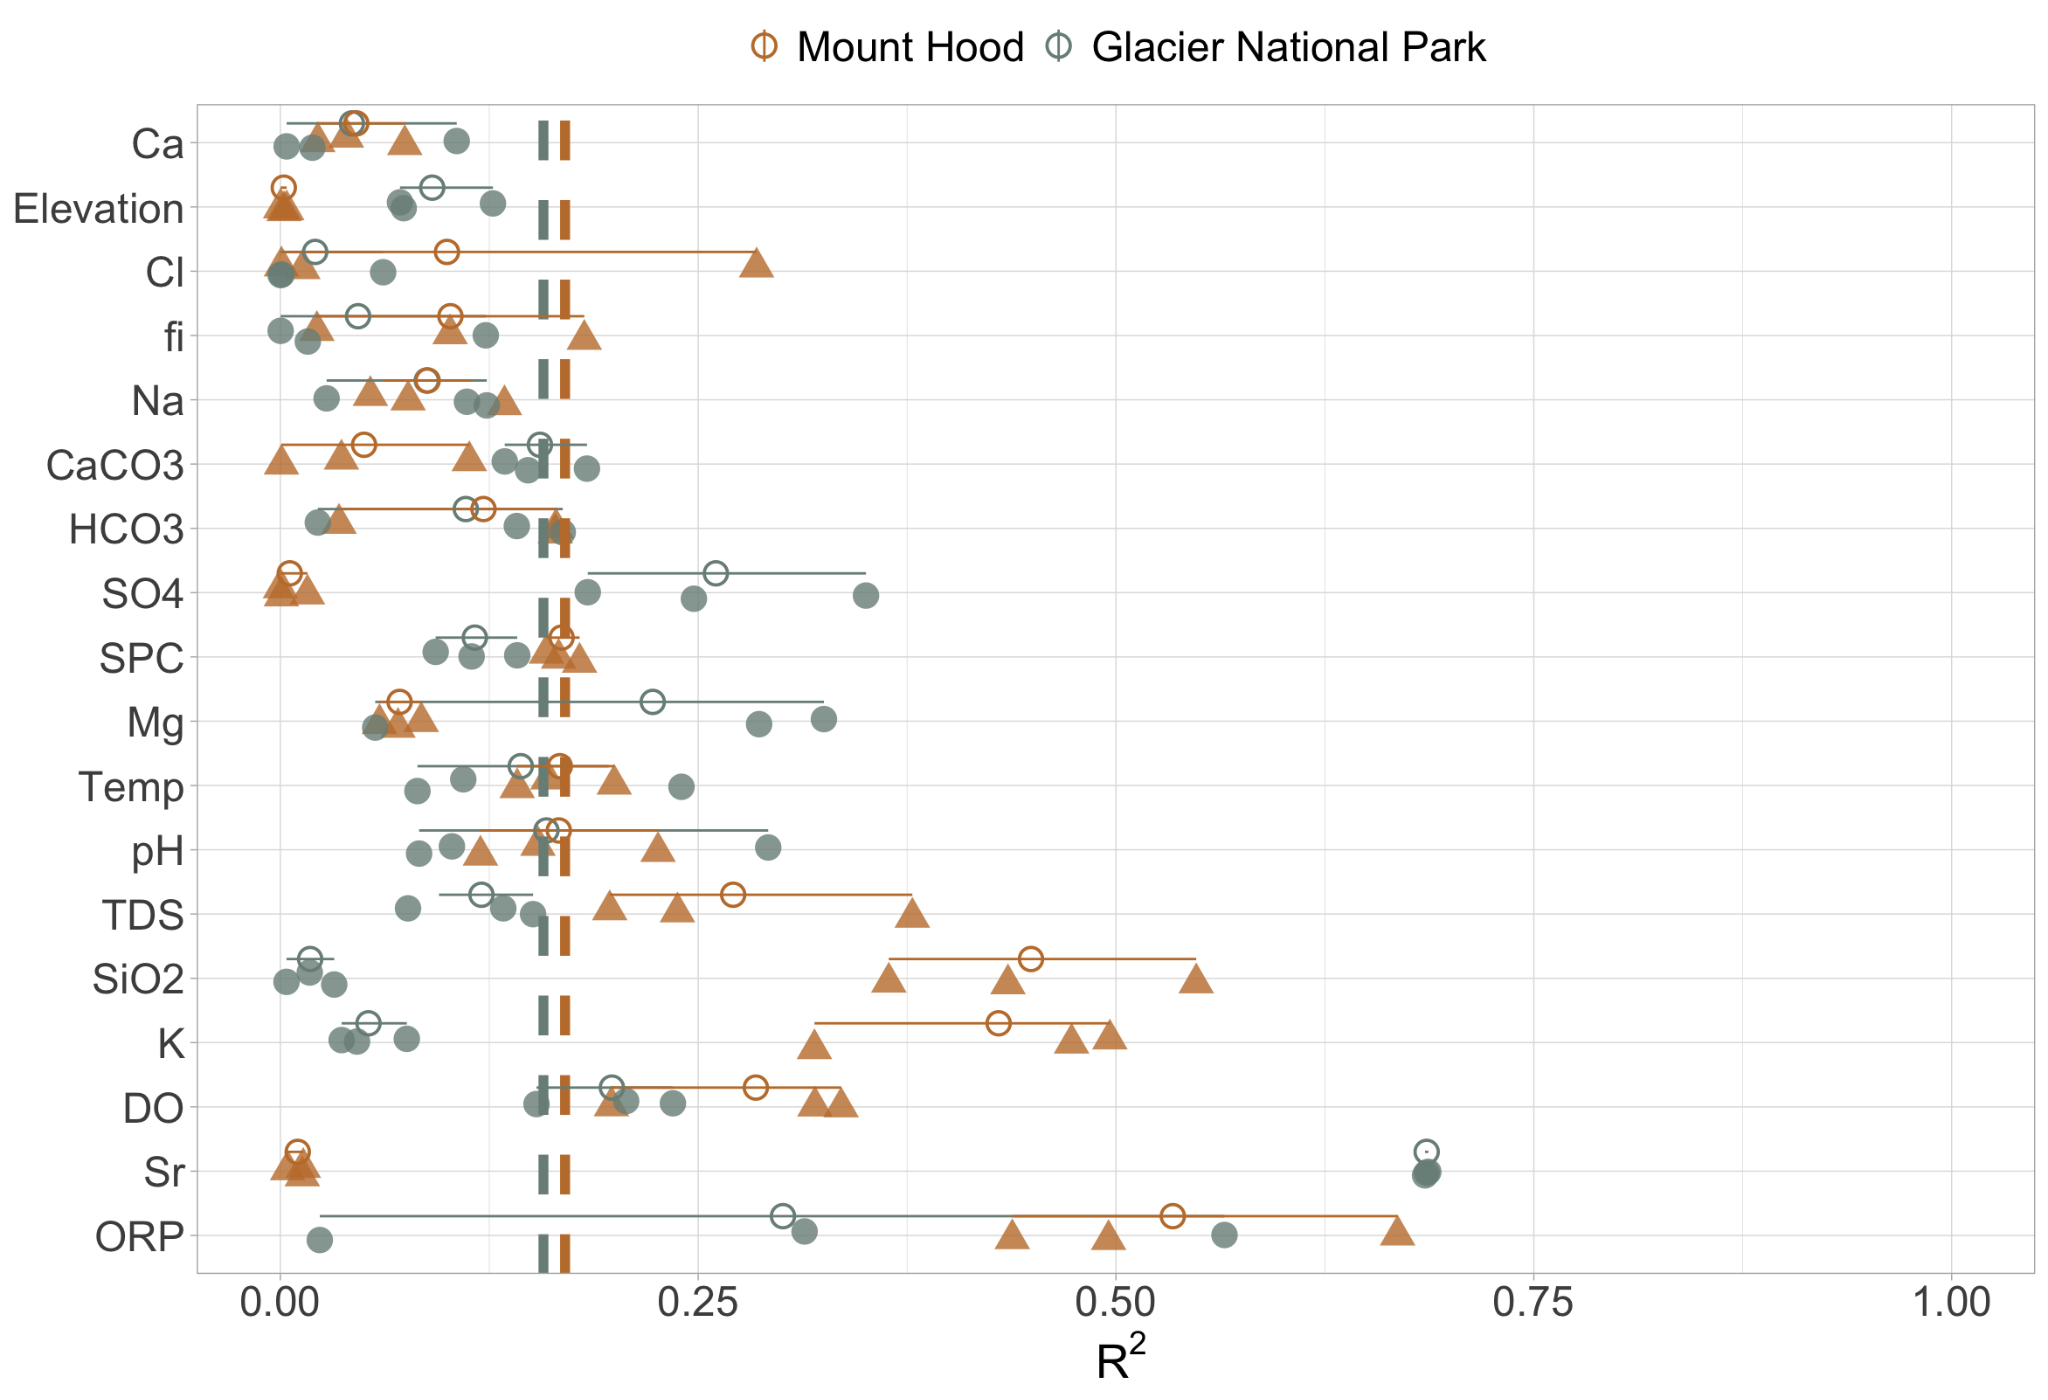 Mount Hood Glacier National Park
Ca
Elevation
Cl
fi
Na
CaCO3
HCO3
SO4
SPC
Mg
Temp
pH
TDS
SiO2
K
DO
Sr
ORP
0.00 0.25 0.50 0.75 1.00
R²